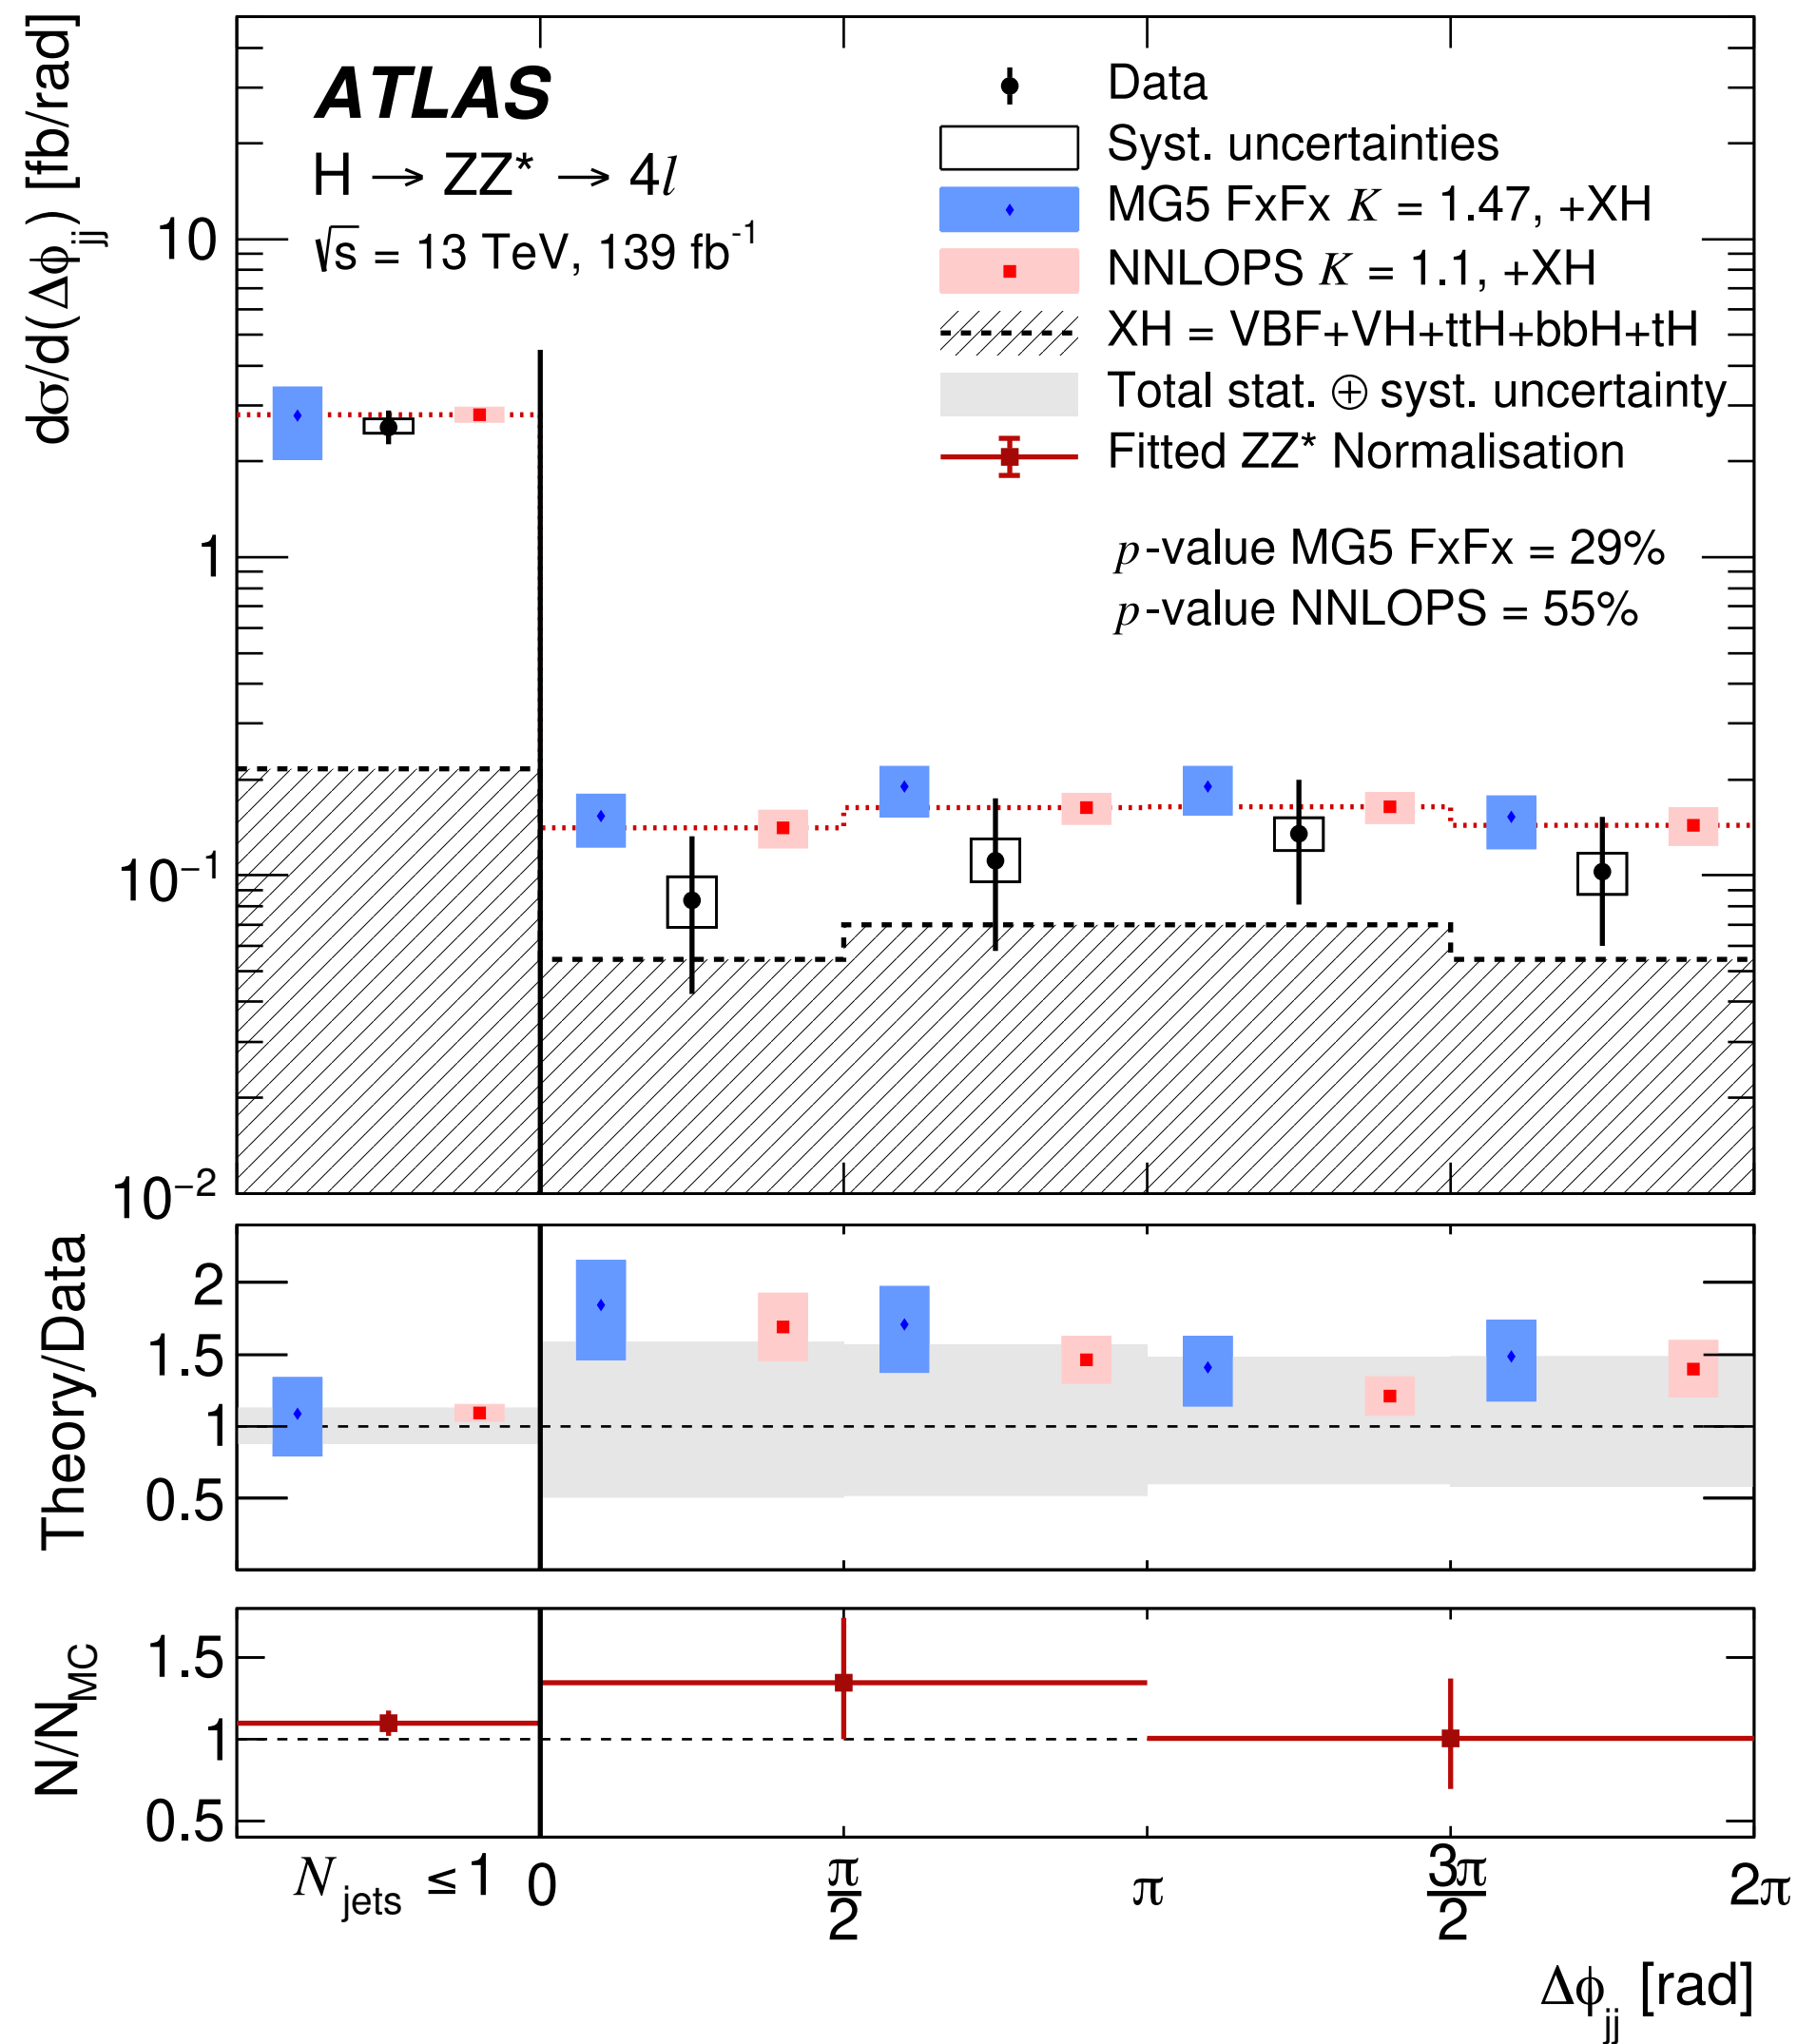 dσ/d(Δϕjj) [fb/rad]
ATLAS
H → ZZ* → 4l
√s = 13 TeV, 139 fb⁻¹
Data
Syst. uncertainties
MG5 FxFx K = 1.47, +XH
NNLOPS K = 1.1, +XH
XH = VBF+VH+ttH+bbH+tH
Total stat. ⊕ syst. uncertainty
Fitted ZZ* Normalisation
p-value MG5 FxFx = 29%
p-value NNLOPS = 55%
10
1
10⁻¹
10⁻²
Theory/Data
2
1.5
1
0.5
N/N_MC
1.5
1
0.5
N_jets ≤ 1 0 π/2 π 3π/2 2π
Δϕjj [rad]